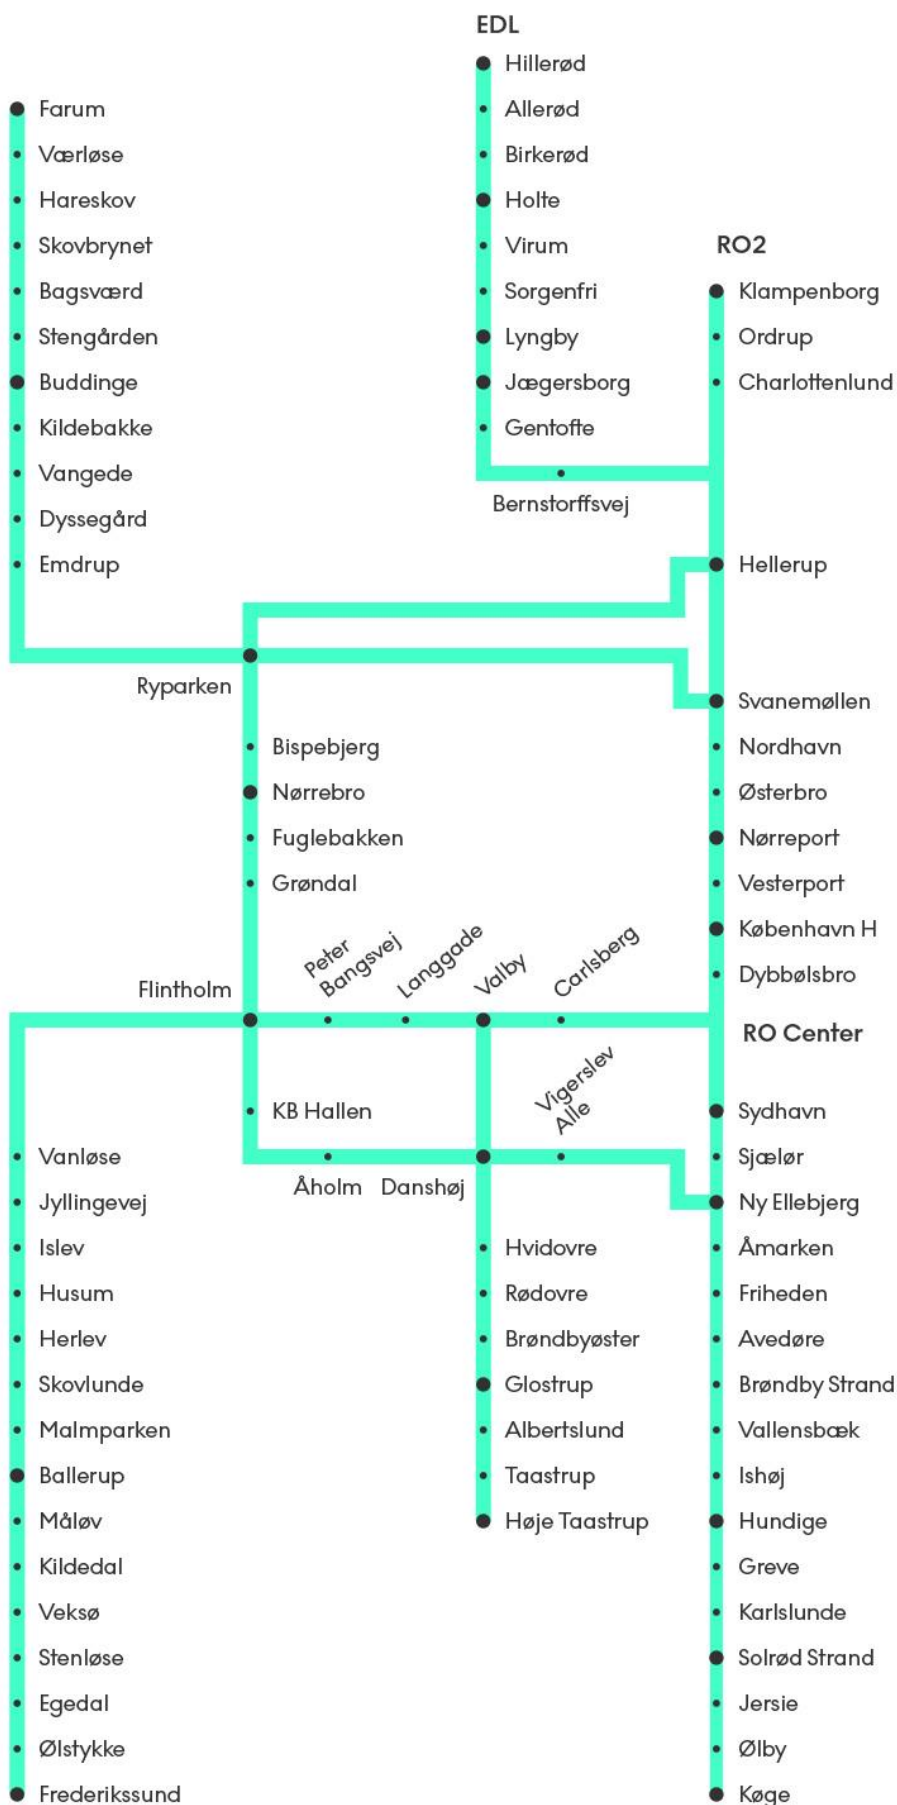 EDL
Hillerød
Allerød
Birkerød
Holte
Virum
Sorgenfri
Lyngby
Jægersborg
Gentofte
Bernstorffsvej
Farum
Værløse
Hareskov
Skovbrynet
Bagsværd
Stengården
Buddinge
Kildebakke
Vangede
Dyssegård
Emdrup
RO2
Klampenborg
Ordrup
Charlottenlund
Hellerup
Svanemøllen
Nordhavn
Østerbro
Nørreport
Vesterport
København H
Dybbølsbro
RO Center
Sydhavn
Sjælør
Ny Ellebjerg
Åmarken
Friheden
Avedøre
Brøndby Strand
Vallensbæk
Ishøj
Hundige
Greve
Karlslunde
Solrød Strand
Jersie
Ølby
Køge
Ryparken
Bispebjerg
Nørrebro
Fuglebakken
Grøndal
Flintholm
Peter
Bangsvej
Langgade
Valby
Carlsberg
KB Hallen
Åholm
Danshøj
Vigerslev
Alle
Hvidovre
Rødovre
Brøndbyøster
Glostrup
Albertslund
Taastrup
Høje Taastrup
Vanløse
Jyllingevej
Islev
Husum
Herlev
Skovlunde
Malmparken
Ballerup
Måløv
Kildedal
Veksø
Stenløse
Egedal
Ølstykke
Frederikssund